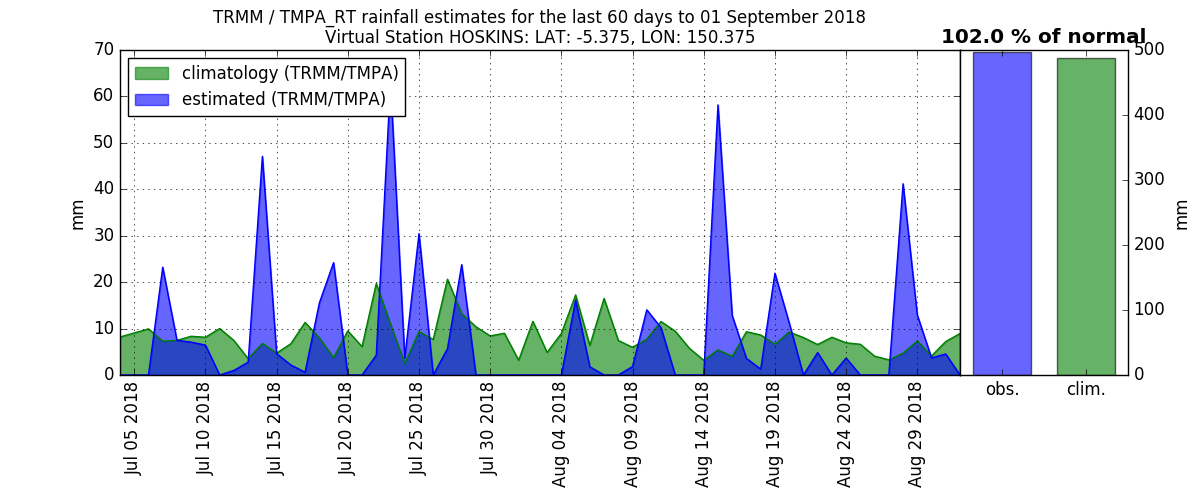 TRMM / TMPA_RT rainfall estimates for the last 60 days to 01 September 2018
Virtual Station HOSKINS: LAT: -5.375, LON: 150.375
102.0 % of normal
climatology (TRMM/TMPA)
estimated (TRMM/TMPA)
70
60
50
40
30
20
10
0
mm
Jul 05 2018
Jul 10 2018
Jul 15 2018
Jul 20 2018
Jul 25 2018
Jul 30 2018
Aug 04 2018
Aug 09 2018
Aug 14 2018
Aug 19 2018
Aug 24 2018
Aug 29 2018
obs.
clim.
500
400
300
200
100
0
mm